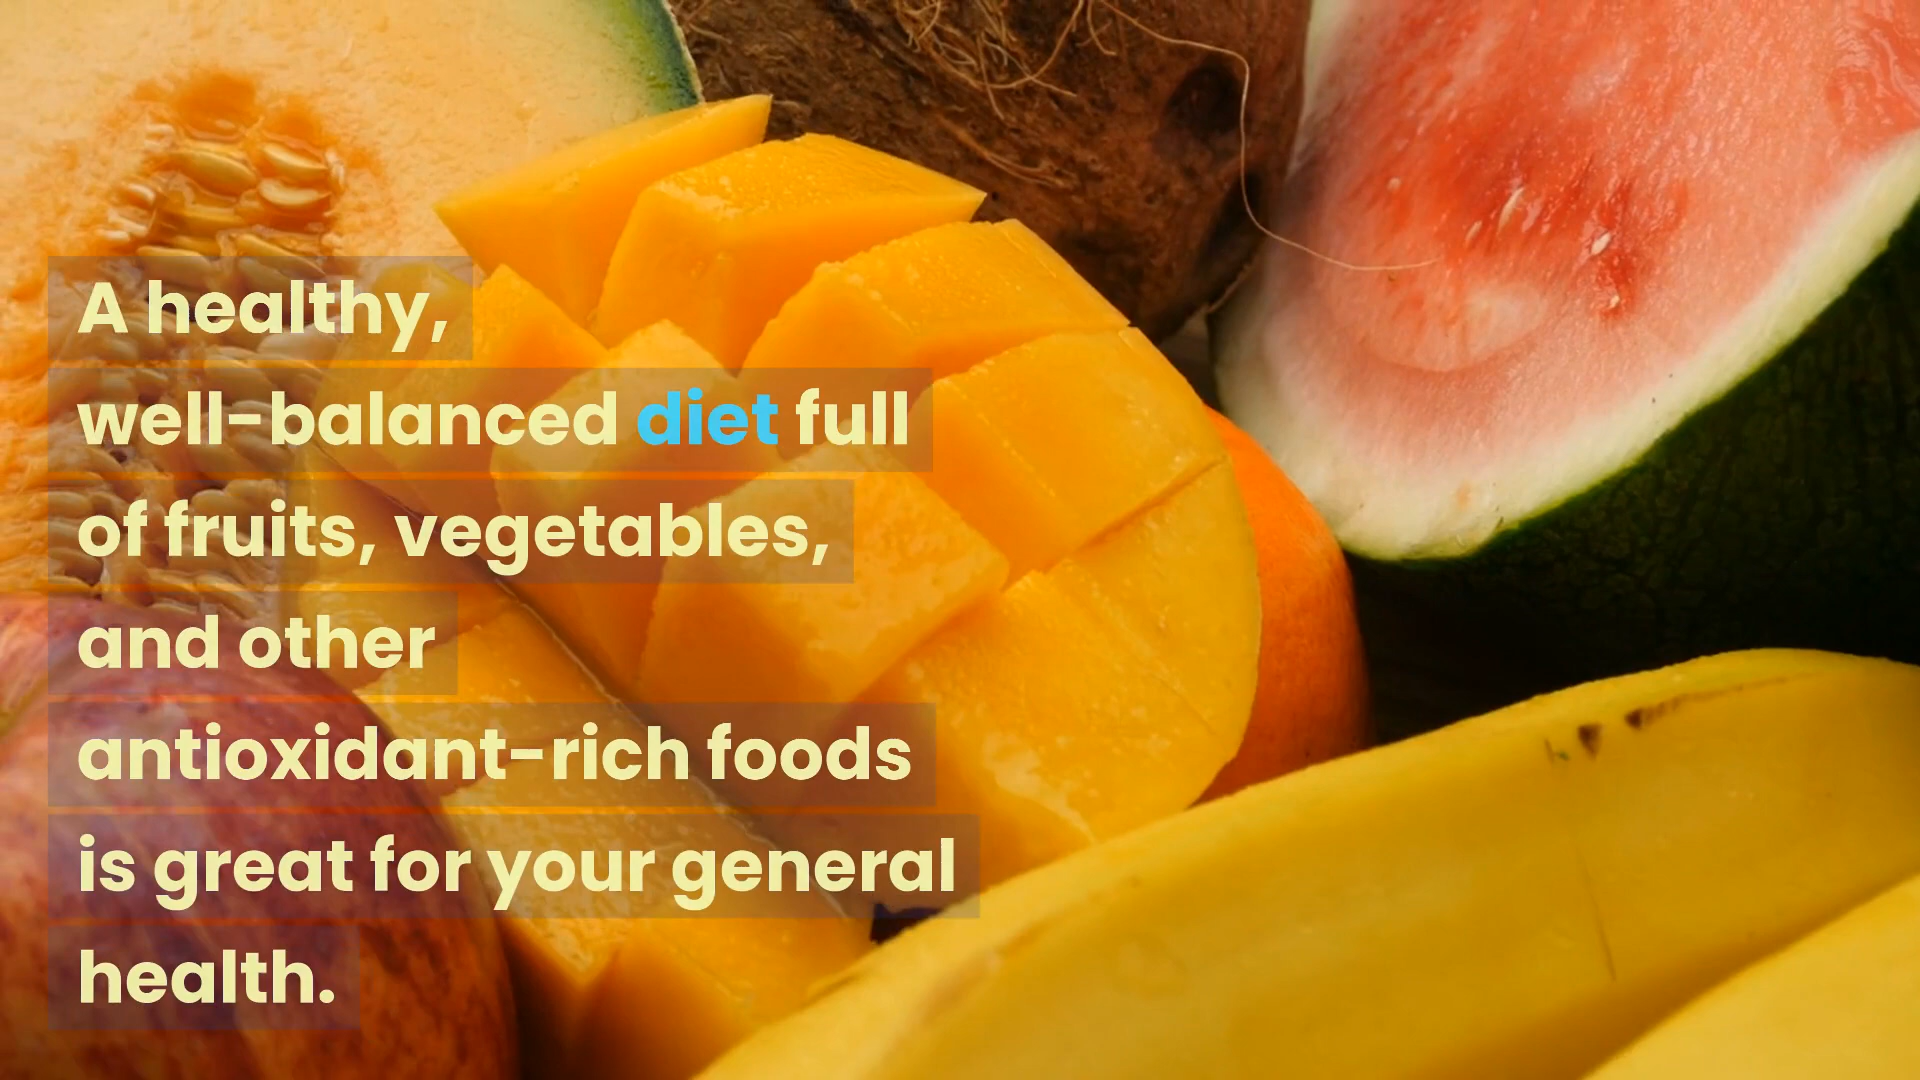 A healthy,
well-balanced diet full
of fruits, vegetables,
and other
antioxidant-rich foods
is great for your general
health.